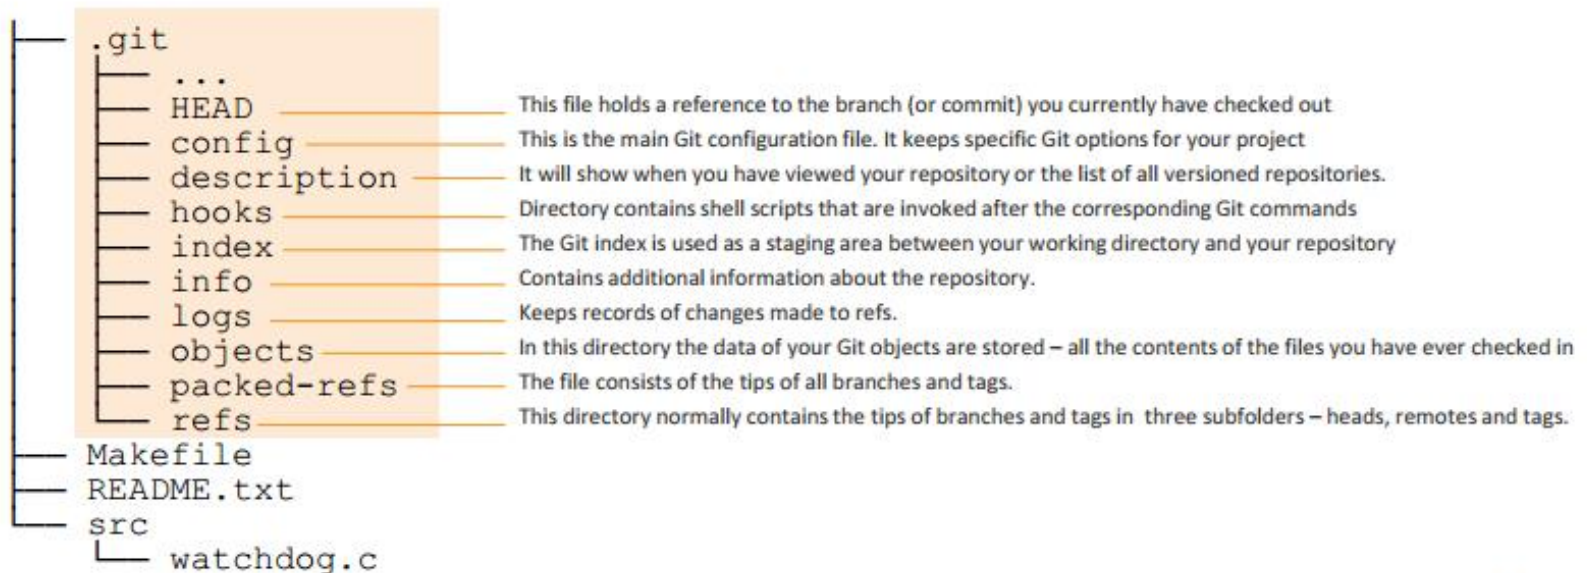 .git
...
HEAD This file holds a reference to the branch (or commit) you currently have checked out
config This is the main Git configuration file. It keeps specific Git options for your project
description It will show when you have viewed your repository or the list of all versioned repositories.
hooks Directory contains shell scripts that are invoked after the corresponding Git commands
index The Git index is used as a staging area between your working directory and your repository
info Contains additional information about the repository.
logs Keeps records of changes made to refs.
objects In this directory the data of your Git objects are stored – all the contents of the files you have ever checked in
packed-refs The file consists of the tips of all branches and tags.
refs This directory normally contains the tips of branches and tags in three subfolders – heads, remotes and tags.
Makefile
README.txt
src
watchdog.c